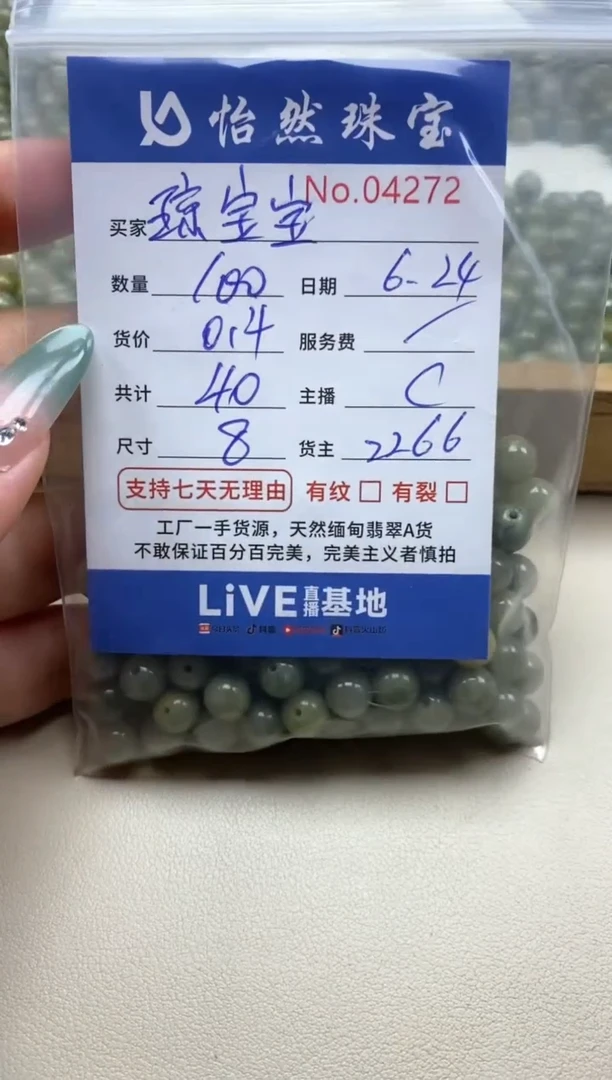 怡然珠宝
No.04272
买家 琼宝宝
数量 100 日期 6-24
货价 0.4 服务费 /
共计 40 主播 C
尺寸 8 货主 2266
支持七天无理由 有纹 □ 有裂 □
工厂一手货源，天然缅甸翡翠A货
不敢保证百分百完美，完美主义者慎拍
LiVE直播基地